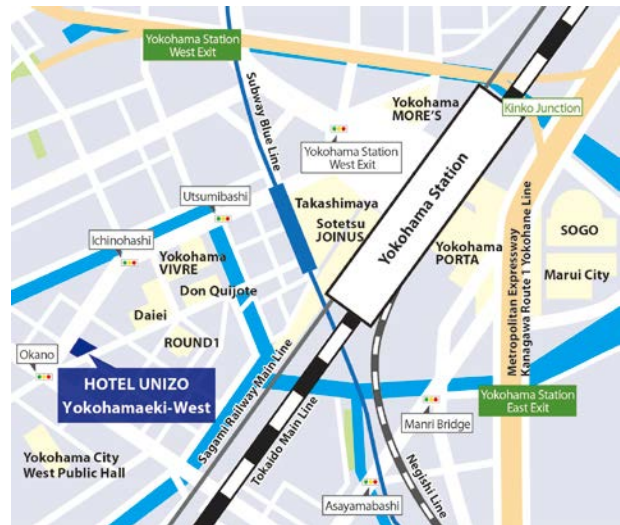 Yokohama Station
West Exit
Subway Blue Line
Yokohama
MORE'S
Kinko Junction
Yokohama Station
West Exit
Yokohama Station
Utsumibashi
Takashimaya
Sotetsu
JOINUS
Ichinohashi
Yokohama
VIVRE
Don Quijote
Yokohama
PORTA
SOGO
Marui City
Metropolitan Expressway
Kanagawa Route 1 Yokohane Line
Daiei
ROUND1
Okano
HOTEL UNIZO
Yokohamaeki-West
Sagami Railway Main Line
Tokaido Main Line
Yokohama Station
East Exit
Manri Bridge
Negishi Line
Yokohama City
West Public Hall
Asayamabashi